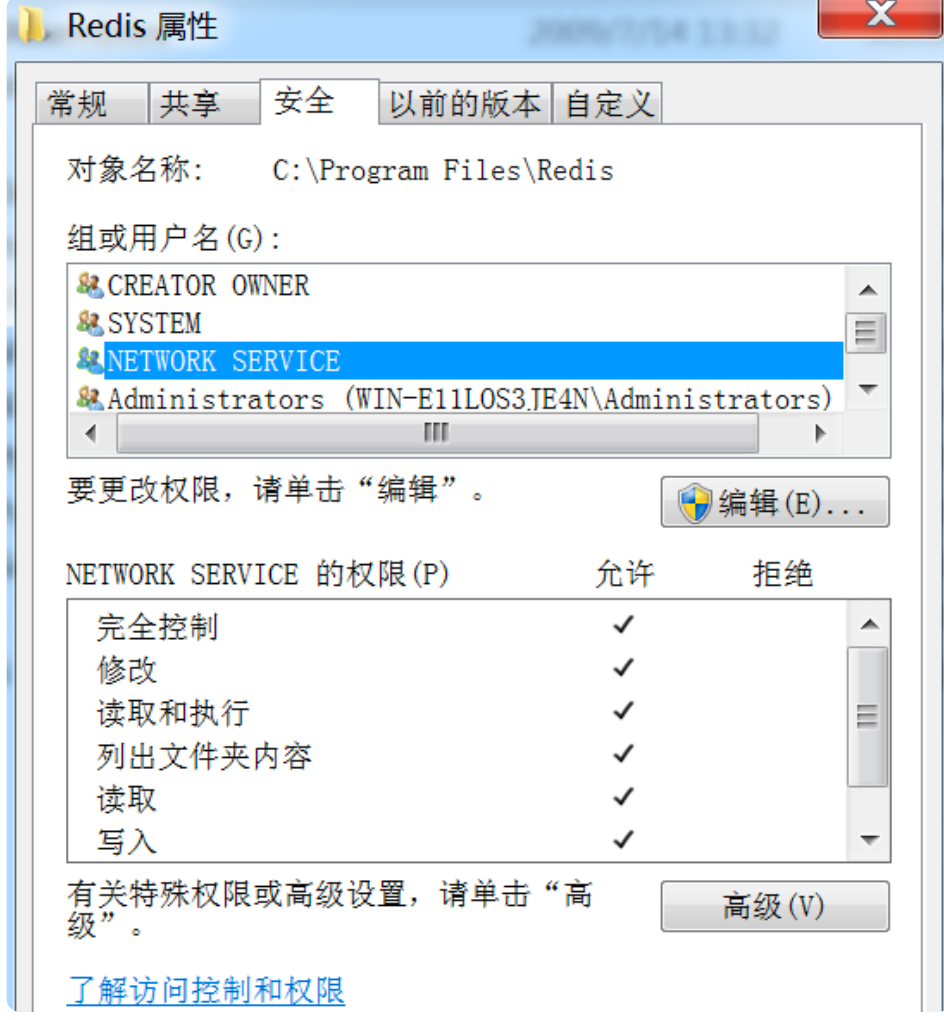 Redis 属性
2009/7/14 13:32
常规 共享 安全 以前的版本 自定义
对象名称: C:\Program Files\Redis
组或用户名(G):
CREATOR OWNER
SYSTEM
NETWORK SERVICE
Administrators (WIN-E11LOS3JE4N\Administrators)
要更改权限，请单击“编辑”。
编辑(E)...
NETWORK SERVICE 的权限(P) 允许 拒绝
完全控制
修改
读取和执行
列出文件夹内容
读取
写入
有关特殊权限或高级设置，请单击“高
级”。
高级(V)
了解访问控制和权限